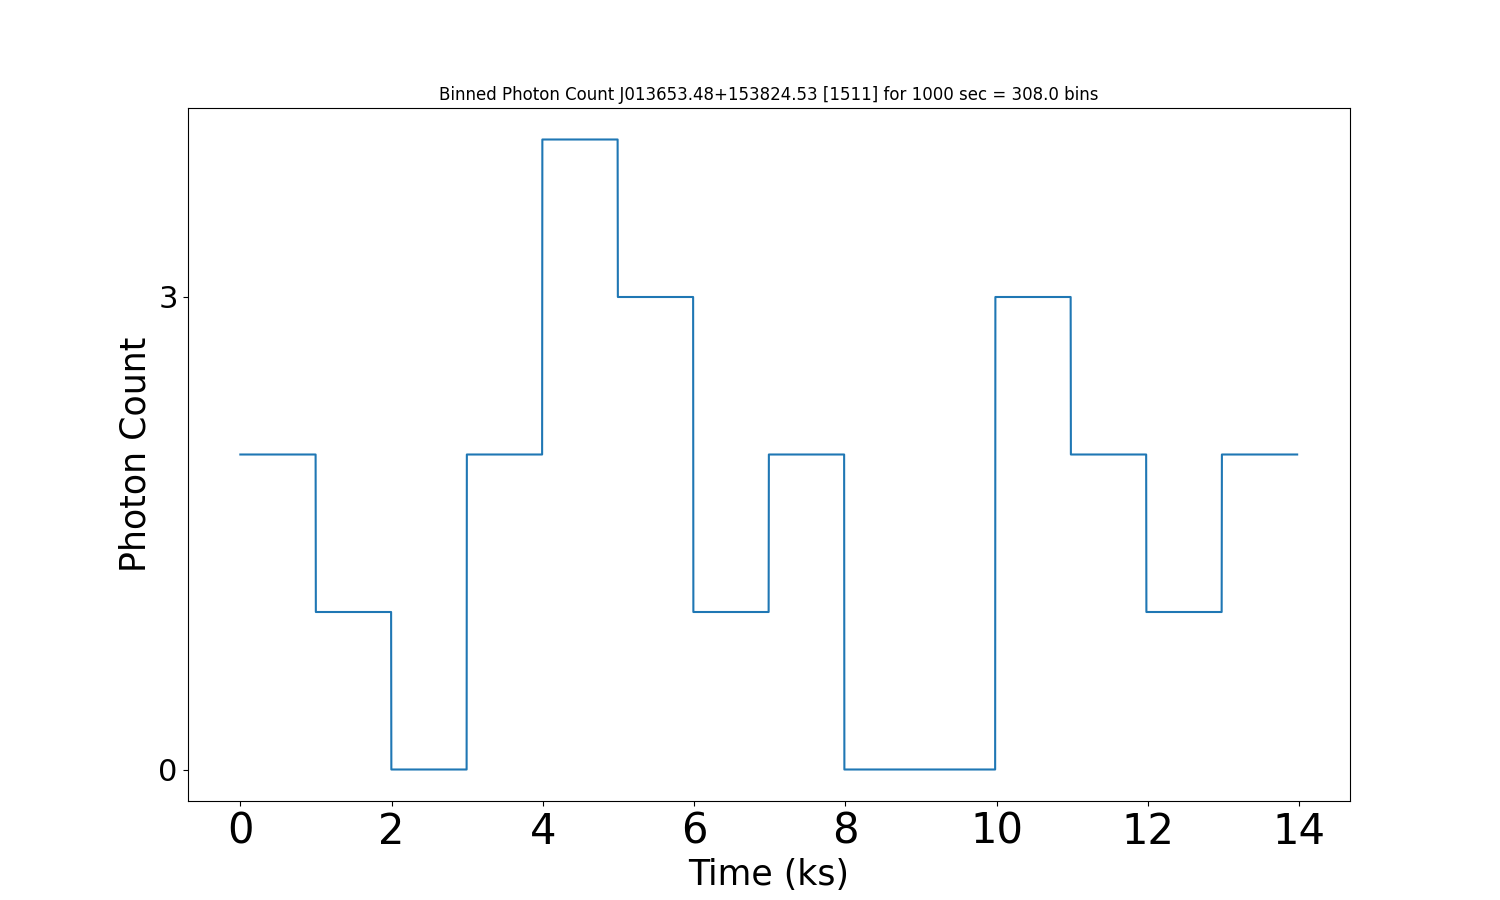 Binned Photon Count J013653.48+153824.53 [1511] for 1000 sec = 308.0 bins
3
Photon Count
0
0 2 4 6 8 10 12 14
Time (ks)